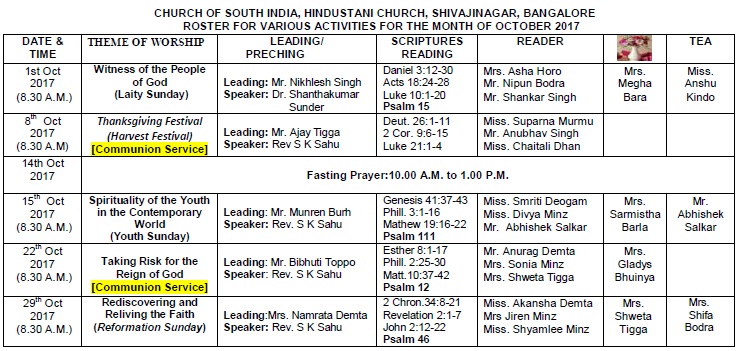 CHURCH OF SOUTH INDIA, HINDUSTANI CHURCH, SHIVAJINAGAR, BANGALORE
ROSTER FOR VARIOUS ACTIVITIES FOR THE MONTH OF OCTOBER 2017
DATE & TIME THEME OF WORSHIP LEADING/ PRECHING SCRIPTURES READING READER TEA
1st Oct 2017 (8.30 A.M.)
Witness of the People of God (Laity Sunday)
Leading: Mr. Nikhlesh Singh
Speaker: Dr. Shanthakumar Sunder
Daniel 3:12-30
Acts 18:24-28
Luke 10:1-20
Psalm 15
Mrs. Asha Horo
Mr. Nipun Bodra
Mr. Shankar Singh
Mrs. Megha Bara
Miss. Anshu Kindo
8th Oct 2017 (8.30 A.M)
Thanksgiving Festival (Harvest Festival)
[Communion Service]
Leading: Mr. Ajay Tigga
Speaker: Rev S K Sahu
Deut. 26:1-11
2 Cor. 9:6-15
Luke 21:1-4
Miss. Suparna Murmu
Mr. Anubhav Singh
Miss. Chaitali Dhan
14th Oct 2017
Fasting Prayer:10.00 A.M. to 1.00 P.M.
15th Oct 2017 (8.30 A.M.)
Spirituality of the Youth in the Contemporary World (Youth Sunday)
Leading: Mr. Munren Burh
Speaker: Rev. S K Sahu
Genesis 41:37-43
Phill. 3:1-16
Mathew 19:16-22
Psalm 111
Miss. Smriti Deogam
Miss. Divya Minz
Mr. Abhishek Salkar
Mrs. Sarmistha Barla
Mr. Abhishek Salkar
22th Oct 2017 (8.30 A.M.)
Taking Risk for the Reign of God
[Communion Service]
Leading: Mr. Bibhuti Toppo
Speaker: Rev. S K Sahu
Esther 8:1-17
Phill. 2:25-30
Matt.10:37-42
Psalm 12
Mr. Anurag Demta
Mrs. Sonia Minz
Mrs. Shweta Tigga
Mrs. Gladys Bhuinya
29th Oct 2017 (8.30 A.M.)
Rediscovering and Reliving the Faith (Reformation Sunday)
Leading:Mrs. Namrata Demta
Speaker: Rev. S K Sahu
2 Chron.34:8-21
Revelation 2:1-7
John 2:12-22
Psalm 46
Miss. Akansha Demta
Mrs Jiren Minz
Miss. Shyamlee Minz
Mrs. Shweta Tigga
Mrs. Shifa Bodra